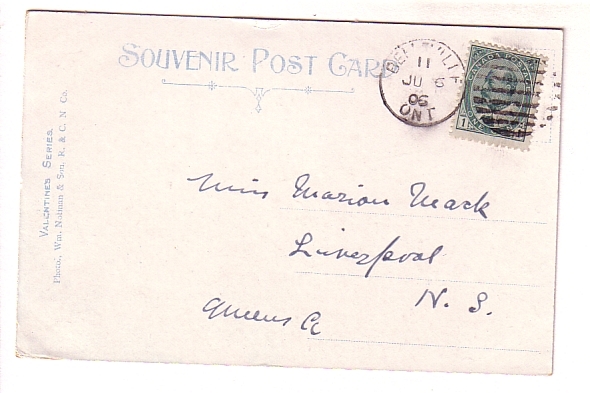 SOUVENIR POST CARD
BELLEVILLE
11
JU 6
06
ONT
CANADA POSTAGE
1
VALENTINES SERIES.
Photo., Wm. Notman & Son. R. & C. N Co.
Miss Marion Mack
Liverpool
N. S.
Queens Co